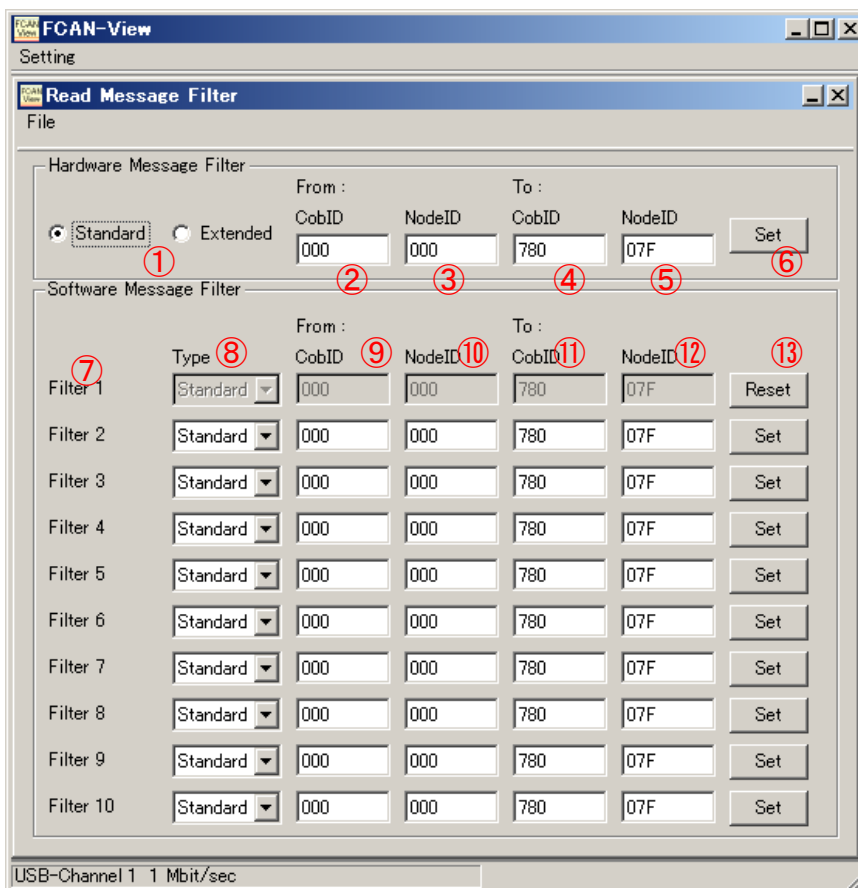 FCAN-View
Setting
Read Message Filter
File
Hardware Message Filter
From : To :
CobID NodeID CobID NodeID
Standard Extended 000 000 780 07F Set
① ② ③ ④ ⑤ ⑥
Software Message Filter
From : To :
Type ⑧ CobID ⑨ NodeID ⑩ CobID ⑪ NodeID ⑫ ⑬
⑦
Filter 1 Standard 000 000 780 07F Reset
Filter 2 Standard 000 000 780 07F Set
Filter 3 Standard 000 000 780 07F Set
Filter 4 Standard 000 000 780 07F Set
Filter 5 Standard 000 000 780 07F Set
Filter 6 Standard 000 000 780 07F Set
Filter 7 Standard 000 000 780 07F Set
Filter 8 Standard 000 000 780 07F Set
Filter 9 Standard 000 000 780 07F Set
Filter 10 Standard 000 000 780 07F Set
USB-Channel 1 1 Mbit/sec